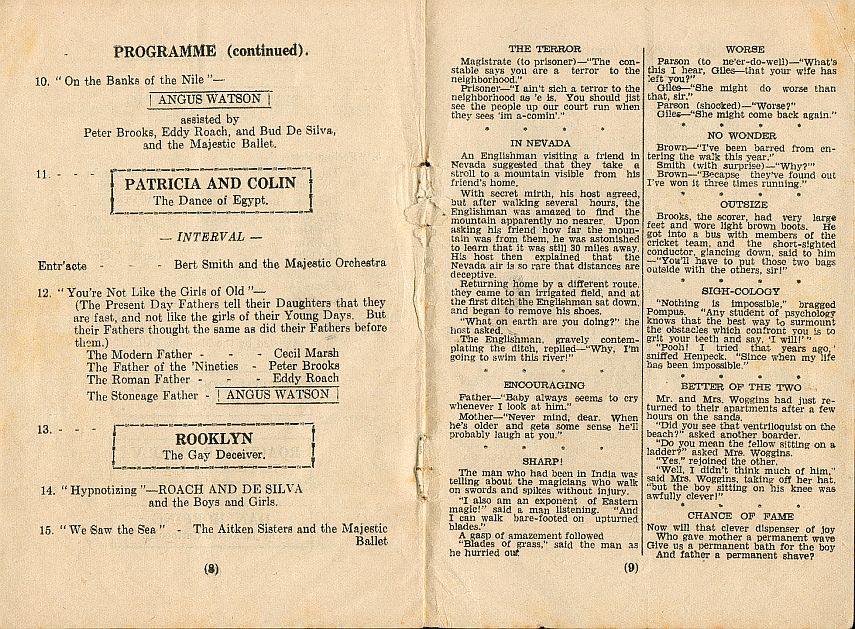 PROGRAMME (continued).
10. "On the Banks of the Nile"—
ANGUS WATSON
assisted by
Peter Brooks, Eddy Roach, and Bud De Silva,
and the Majestic Ballet.
11. - - -
PATRICIA AND COLIN
The Dance of Egypt.
— INTERVAL —
Entr'acte - - Bert Smith and the Majestic Orchestra
12. "You're Not Like the Girls of Old"—
(The Present Day Fathers tell their Daughters that they
are fast, and not like the girls of their Young Days. But
their Fathers thought the same as did their Fathers before
them.)
The Modern Father - - - Cecil Marsh
The Father of the 'Nineties - Peter Brooks
The Roman Father - - - Eddy Roach
The Stoneage Father - ANGUS WATSON
13. - - -
ROOKLYN
The Gay Deceiver.
14. "Hypnotizing"—ROACH AND DE SILVA
and the Boys and Girls.
15. "We Saw the Sea" - The Aitken Sisters and the Majestic
Ballet
(8)
THE TERROR
Magistrate (to prisoner)—"The con-
stable says you are a terror to the
neighborhood."
Prisoner—"I ain't sich a terror to the
neighborhood as 'e is. You should jist
see the people up our court run when
they sees 'im a-comin'."
* * * *
IN NEVADA
An Englishman visiting a friend in
Nevada suggested that they take a
stroll to a mountain visible from his
friend's home.
With secret mirth, his host agreed,
but after walking several hours, the
Englishman was amazed to find the
mountain apparently no nearer. Upon
asking his friend how far the moun-
tain was from them, he was astonished
to learn that it was still 30 miles away.
His host then explained that the
Nevada air is so rare that distances are
deceptive.
Returning home by a different route,
they came to an irrigated field, and at
the first ditch the Englishman sat down,
and began to remove his shoes.
"What on earth are you doing?" the
host asked.
The Englishman, gravely contem-
plating the ditch, replied—"Why, I'm
going to swim this river!"
* * * *
ENCOURAGING
Father—"Baby always seems to cry
whenever I look at him."
Mother—"Never mind, dear. When
he's older and gets some sense he'll
probably laugh at you."
* * * *
SHARP!
The man who had been in India was
telling about the magicians who walk
on swords and spikes without injury.
"I also am an exponent of Eastern
magic!" said a man listening. "And
I can walk bare-footed on upturned
blades."
A gasp of amazement followed
"Blades of grass," said the man as
he hurried out
WORSE
Parson (to ne'er-do-well)—"What's
this I hear, Giles—that your wife has
left you?"
Giles—"She might do worse than
that, sir."
Parson (shocked)—"Worse?"
Giles—"She might come back again."
* * * *
NO WONDER
Brown—"I've been barred from en-
tering the walk this year."
Smith (with surprise)—"Why?"
Brown—"Becapse they've found out
I've won it three times running."
* * * *
OUTSIZE
Brooks, the scorer, had very large
feet and wore light brown boots. He
got into a bus with members of the
cricket team, and the short-sighted
conductor, glancing down, said to him
—"You'll have to put those two bags
outside with the others, sir!"
* * * *
SIGH-COLOGY
"Nothing is impossible," bragged
Pompus. "Any student of psychology
knows that the best way to surmount
the obstacles which confront you is to
grit your teeth and say, 'I will!'"
"Pooh! I tried that years ago,'
sniffed Henpeck. "Since when my life
has been impossible."
* * * *
BETTER OF THE TWO
Mr. and Mrs. Woggins had just re-
turned to their apartments after a few
hours on the sands.
"Did you see that ventriloquist on the
beach?" asked another boarder.
"Do you mean the fellow sitting on a
ladder?" asked Mrs. Woggins.
"Yes," rejoined the other.
"Well, I didn't think much of him,"
said Mrs. Woggins, taking off her hat,
"but the boy sitting on his knee was
awfully clever!"
* * * *
CHANCE OF FAME
Now will that clever dispenser of joy
Who gave mother a permanent wave
Give us a permanent bath for the boy
And father a permanent shave?
(9)